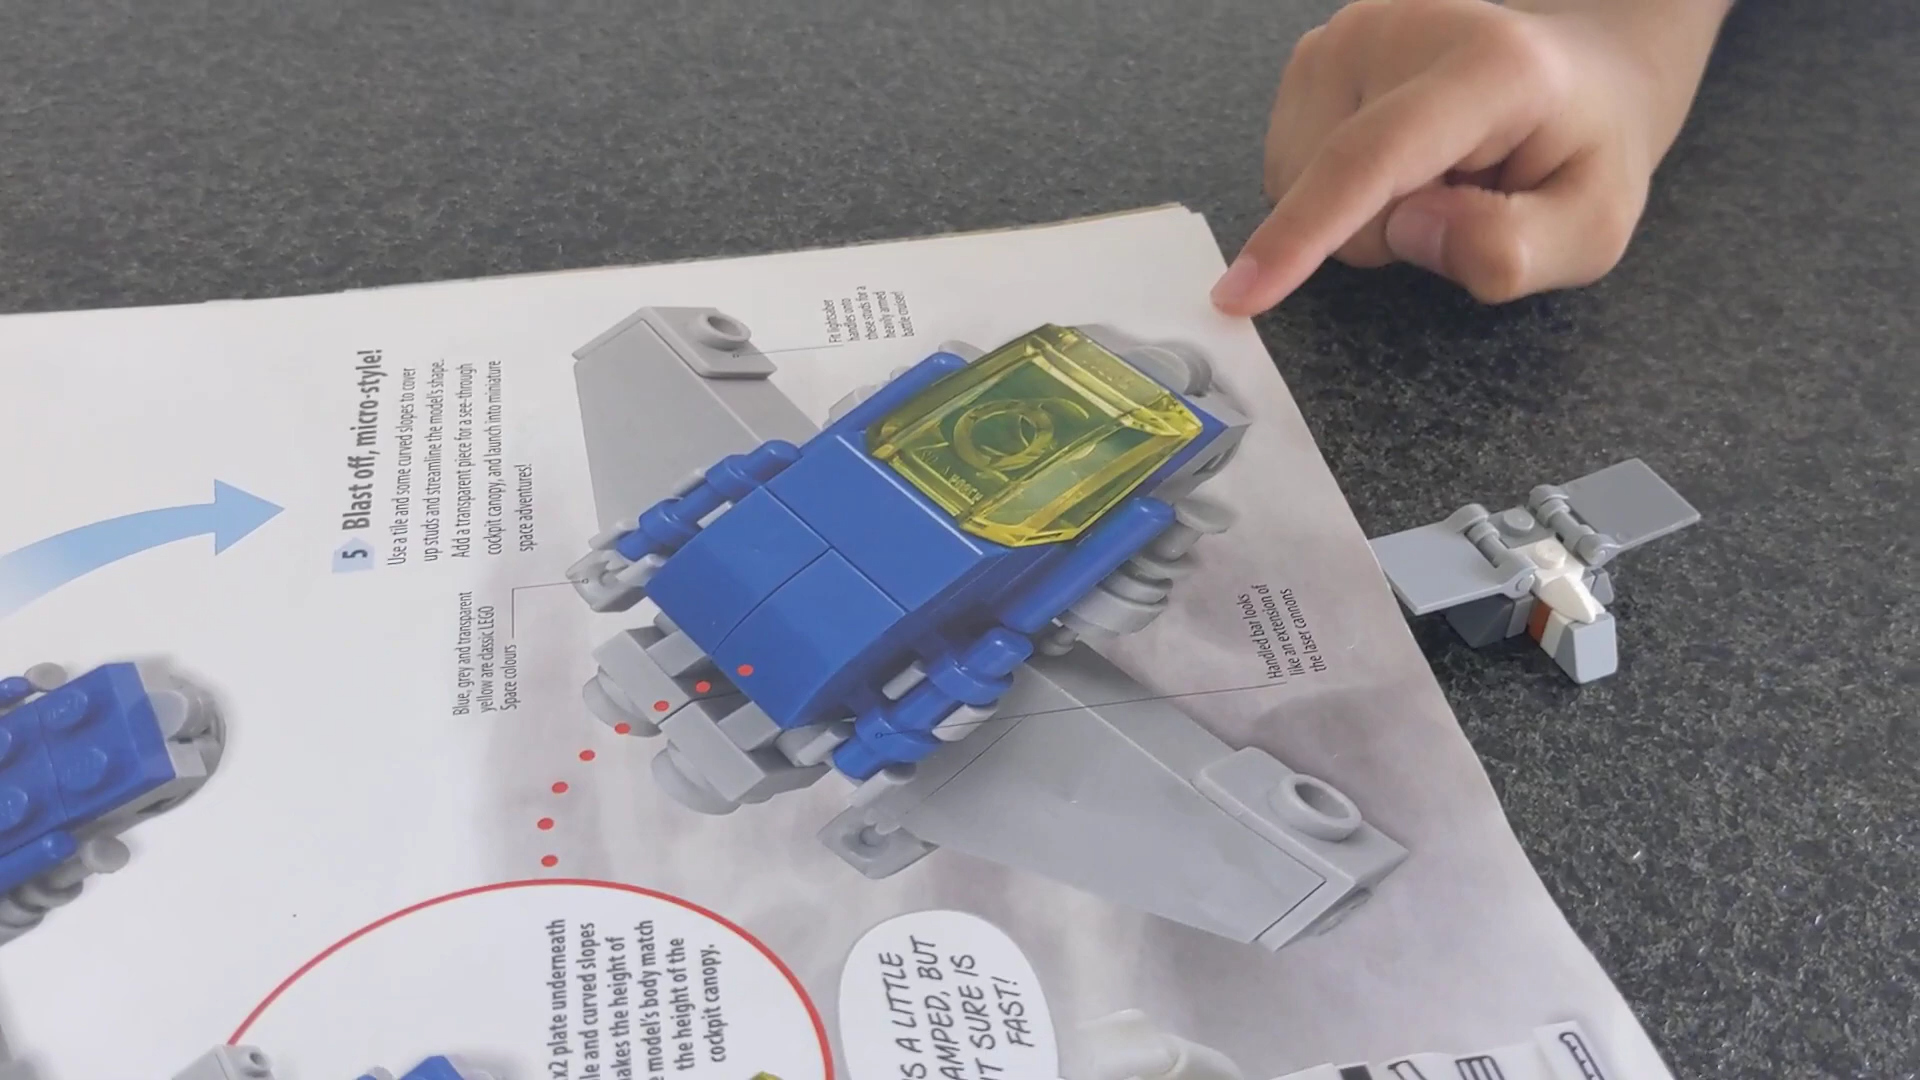 5 Blast off, micro-style!
Use a tile and some curved slopes to cover
up studs and streamline the model's shape.
Add a transparent piece for a see-through
cockpit canopy, and launch into miniature
space adventures!
Fit lightsaber
handles onto
these studs for a
heavily armed
battle cruiser!
Blue, grey and transparent
yellow are classic LEGO
Space colours
Handled bar looks
like an extension of
the laser cannons
x2 plate underneath
le and curved slopes
akes the height of
e model's body match
the height of the
cockpit canopy.
S A LITTLE
AMPED, BUT
T SURE IS
FAST!